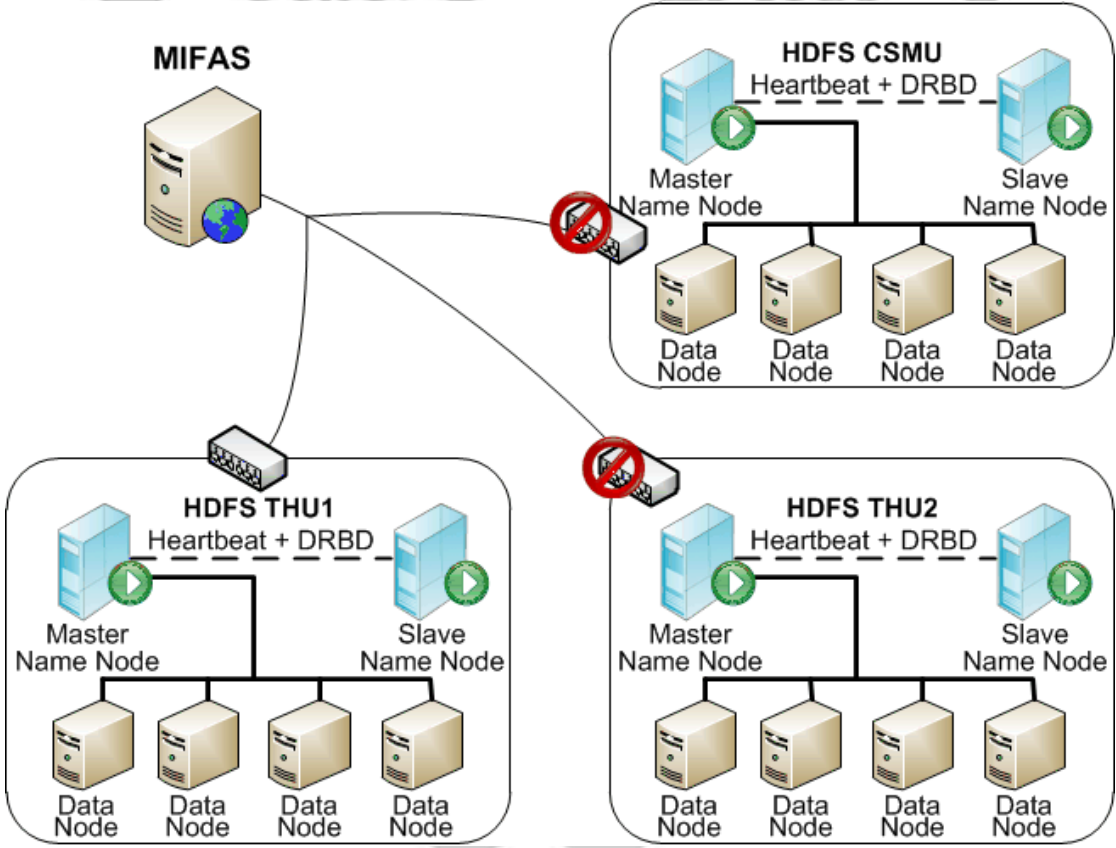 MIFAS
HDFS CSMU
Heartbeat + DRBD
Master
Name Node
Slave
Name Node
Data
Node
Data
Node
Data
Node
Data
Node
HDFS THU1
Heartbeat + DRBD
Master
Name Node
Slave
Name Node
Data
Node
Data
Node
Data
Node
Data
Node
HDFS THU2
Heartbeat + DRBD
Master
Name Node
Slave
Name Node
Data
Node
Data
Node
Data
Node
Data
Node